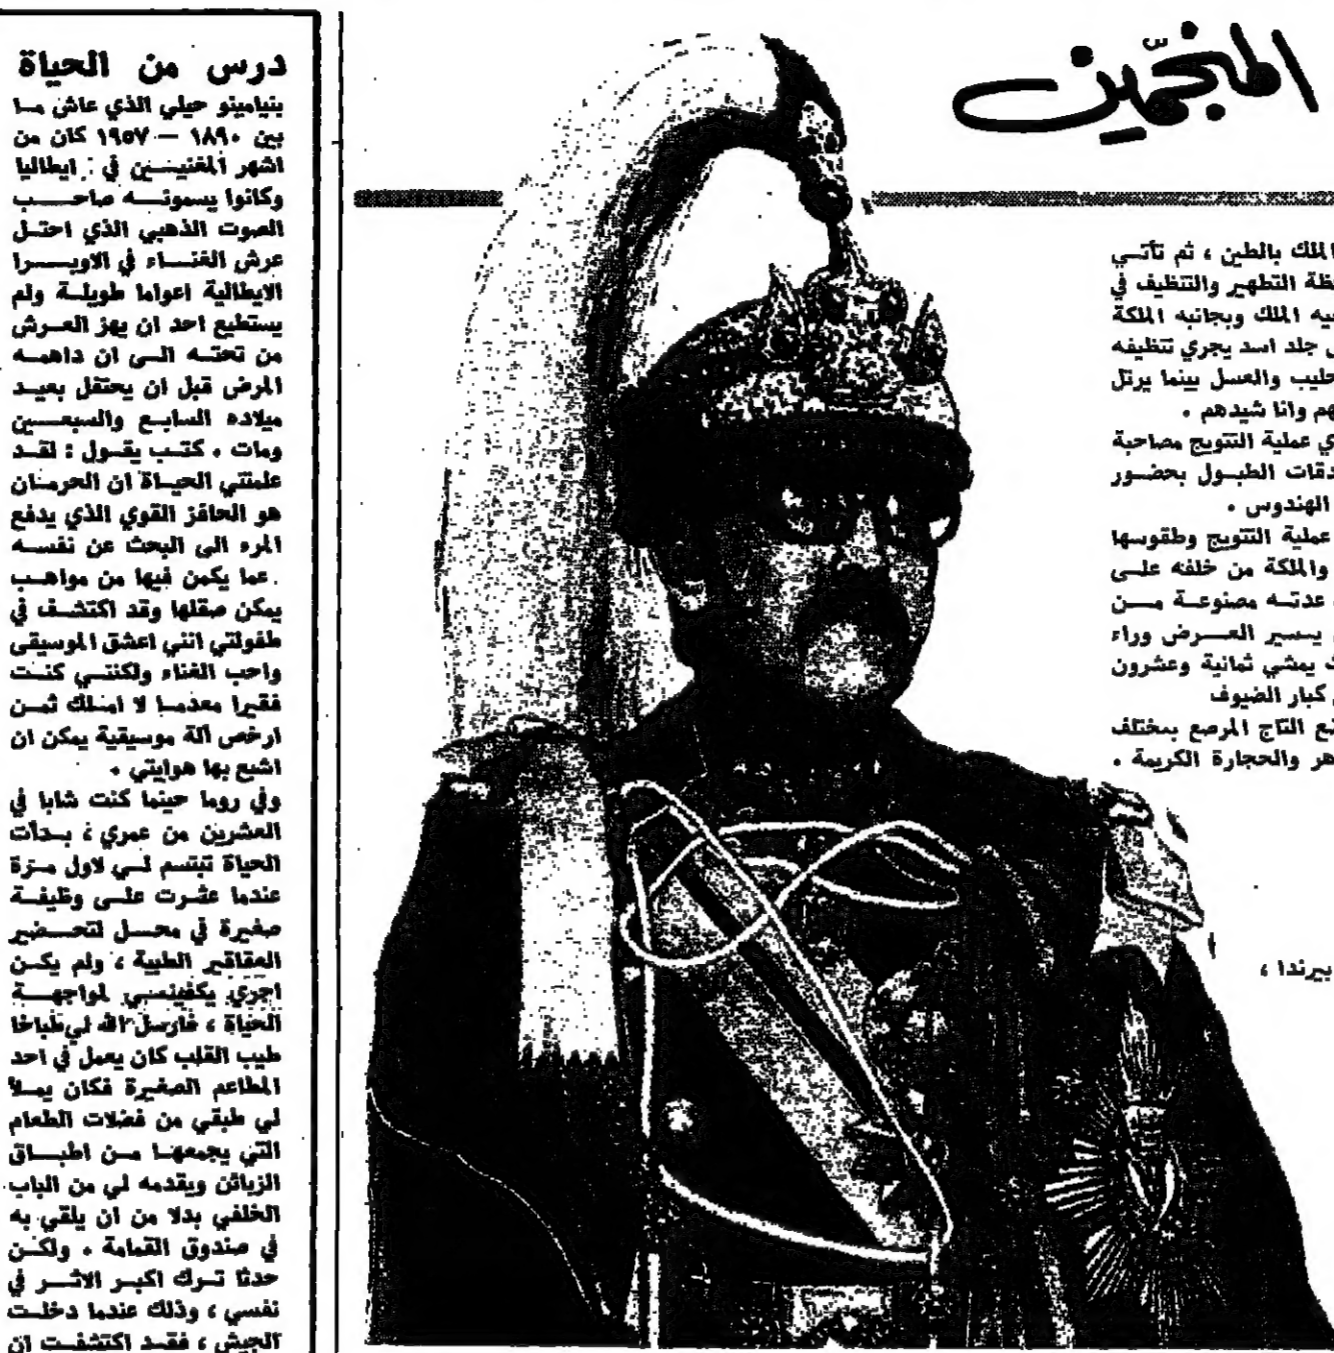 المنجّمين
الملك بالطين ، ثم تأتي
التطهير والتنظيف في
فيه الملك وبجانبه الملكة
جلد اسد يجري تنظيفه
والعسل بينما يرتل
وانا شيدهم .
عملية التتويج مصاحبة
دقات الطبول بحضور
الهندوس .
عملية التتويج وطقوسها
والملكة من خلفه على
عدته مصنوعة من
يسير العرض وراء
يمشي ثمانية وعشرون
كبار الضيوف
التاج المرصع بمختلف
والحجارة الكريمة .
بيرندا ،
درس من الحياة
بنيامينو جيلي الذي عاش ما
بين ١٨٩٠ — ١٩٥٧ كان من
اشهر المغنيين في ايطاليا
وكانوا يسمونه صاحب
الصوت الذهبي الذي احتل
عرش الغناء في الاوبرا
الايطالية اعواما طويلة ولم
يستطيع احد ان يهز العرش
من تحته الى ان داهمه
المرض قبل ان يحتفل بعيد
ميلاده السابع والسبعين
ومات . كتب يقول : لقد
علمتني الحياة ان الحرمان
هو الحافز القوي الذي يدفع
المرء الى البحث عن نفسه
عما يكمن فيها من مواهب
يمكن صقلها وقد اكتشف في
طفولتي انني اعشق الموسيقى
واحب الغناء ولكنني كنت
فقيرا معدما لا املك ثمن
ارخص آلة موسيقية يمكن ان
اشبع بها هوايتي .
وفي روما حينما كنت شابا في
العشرين من عمري ، بدأت
الحياة تبتسم لي لاول مرة
عندما عثرت على وظيفة
صغيرة في محل لتحضير
العقاقير الطبية ، ولم يكن
اجري يكفيني لمواجهة
الحياة ، فأرسل الله لي طباخا
طيب القلب كان يعمل في احد
المطاعم الصغيرة فكان يملأ
لي طبقي من فضلات الطعام
التي يجمعها من اطباق
الزبائن ويقدمه لي من الباب
الخلفي بدلا من ان يلقي به
في صندوق القمامة . ولكن
حدثا ترك اكبر الاثر في
نفسي ، وذلك عندما دخلت
الجيش ، فقد اكتشفت ان